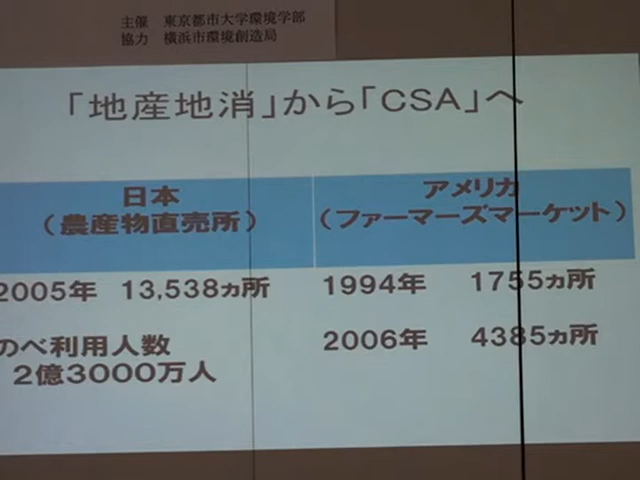 主催　東京都市大学環境学部
協力　横浜市環境創造局
「地産地消」から「CSA」へ
日本
（農産物直売所）
アメリカ
（ファーマーズマーケット）
2005年　13,538ヵ所
のべ利用人数
2億3000万人
1994年　1755ヵ所
2006年　4385ヵ所